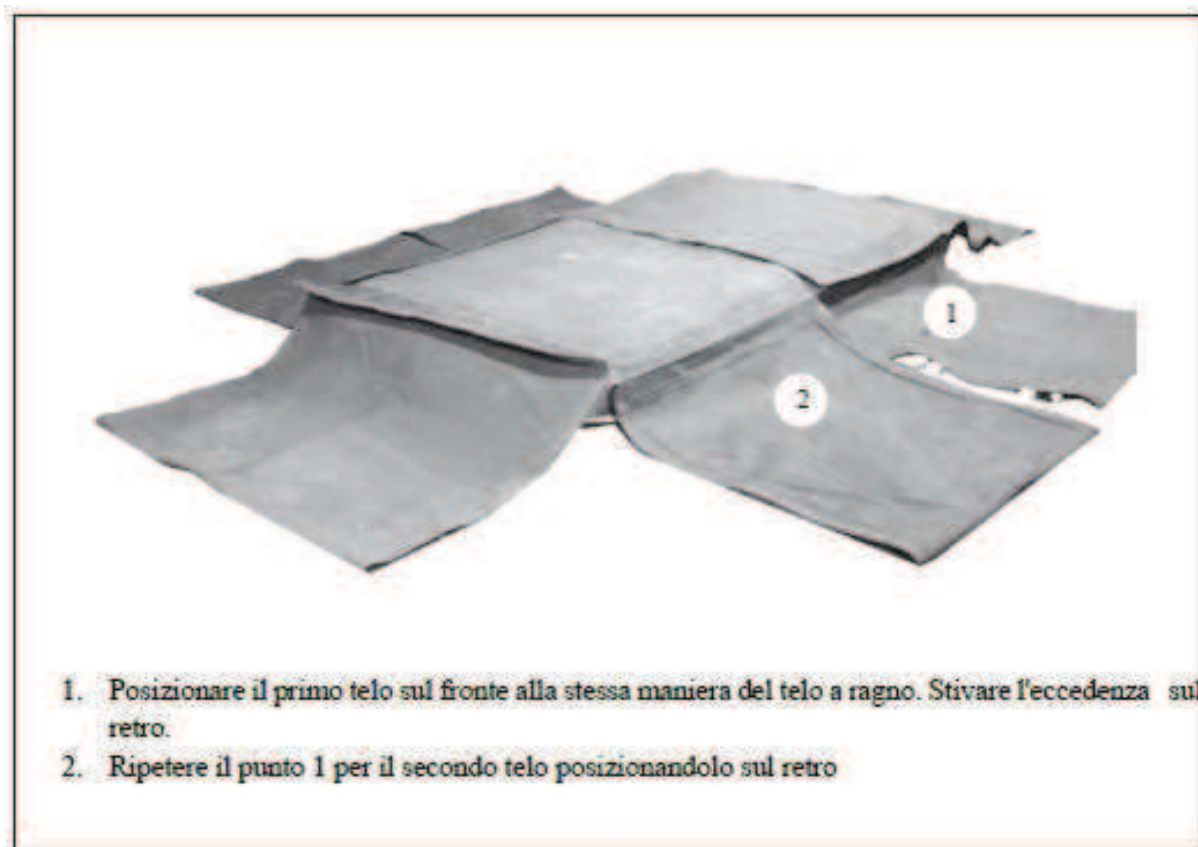 1
2
1. Posizionare il primo telo sul fronte alla stessa maniera del telo a ragno. Stivare l'eccedenza sul
retro.
2. Ripetere il punto 1 per il secondo telo posizionandolo sul retro